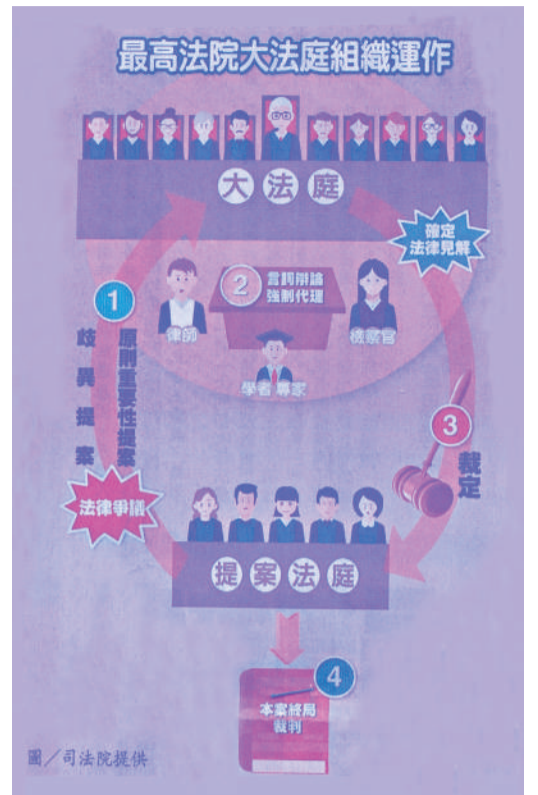 最高法院大法庭組織運作
大法庭
確定
法律見解
1
原則重要性提案
歧異提案
法律爭議
2
言詞辯論
強制代理
律師
檢察官
學者專家
3
裁定
提案法庭
4
本案終局
裁判
圖／司法院提供